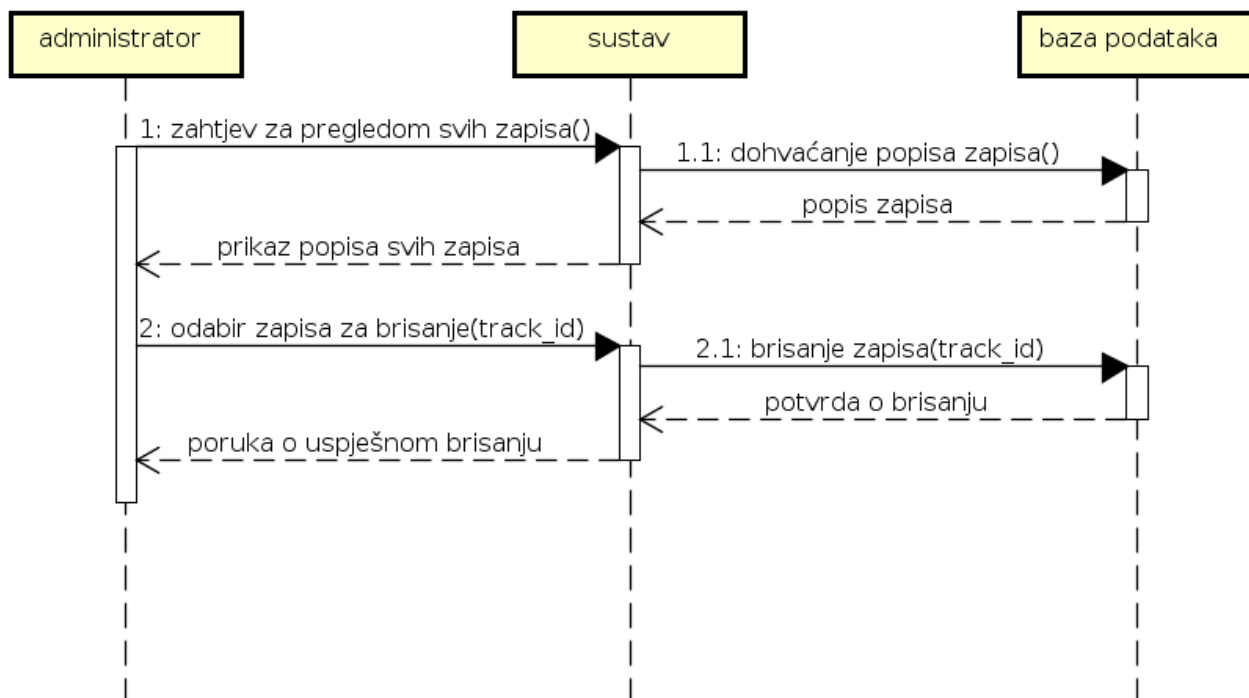 administrator
sustav
baza podataka
1: zahtjev za pregledom svih zapisa()
1.1: dohvaćanje popisa zapisa()
popis zapisa
prikaz popisa svih zapisa
2: odabir zapisa za brisanje(track_id)
2.1: brisanje zapisa(track_id)
potvrda o brisanju
poruka o uspješnom brisanju